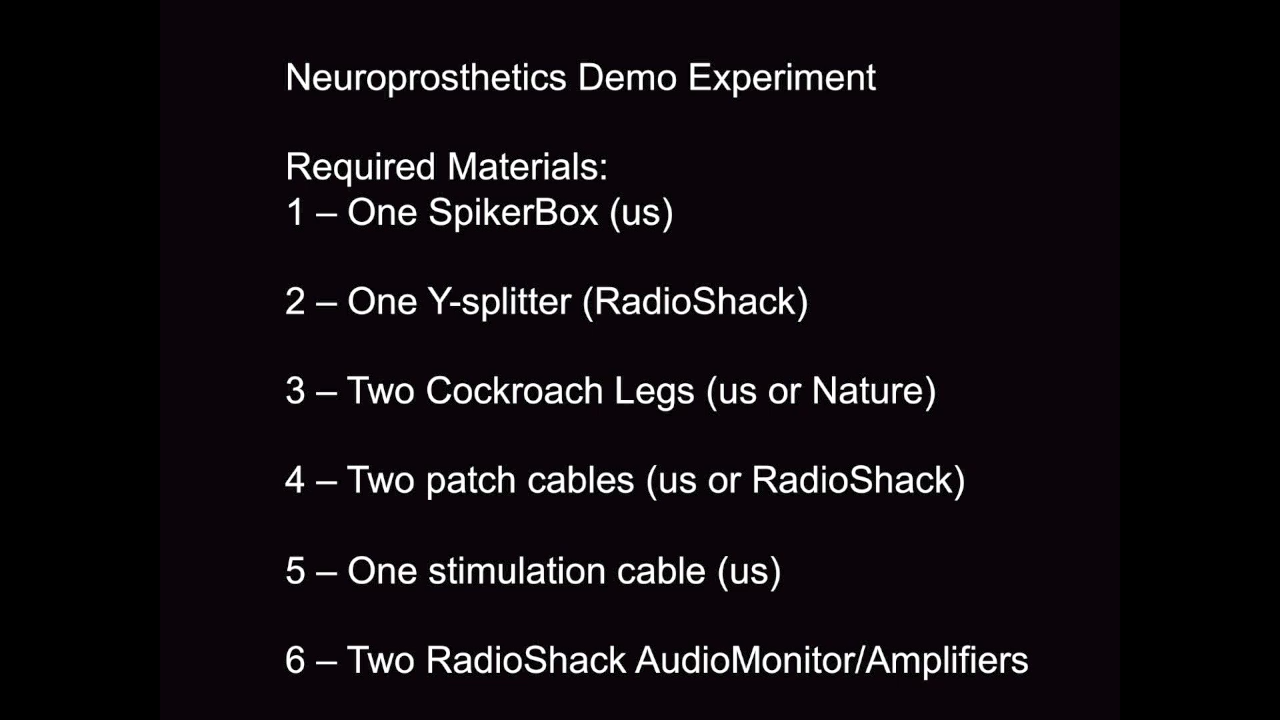 Neuroprosthetics Demo Experiment
Required Materials:
1 – One SpikerBox (us)
2 – One Y-splitter (RadioShack)
3 – Two Cockroach Legs (us or Nature)
4 – Two patch cables (us or RadioShack)
5 – One stimulation cable (us)
6 – Two RadioShack AudioMonitor/Amplifiers